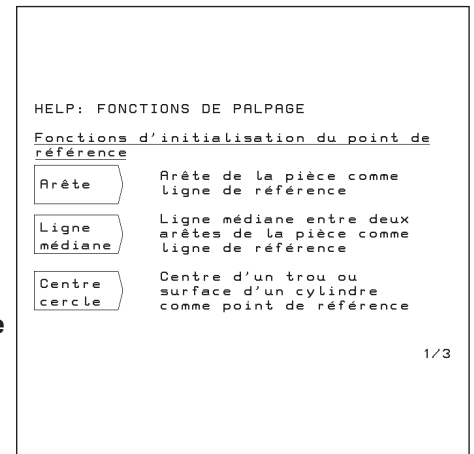 HELP: FONCTIONS DE PALPAGE
Fonctions d'initialisation du point de
référence
Arête
Arête de la pièce comme
ligne de référence
Ligne
médiane
Ligne médiane entre deux
arêtes de la pièce comme
ligne de référence
Centre
cercle
Centre d'un trou ou
surface d'un cylindre
comme point de référence
e
1/3